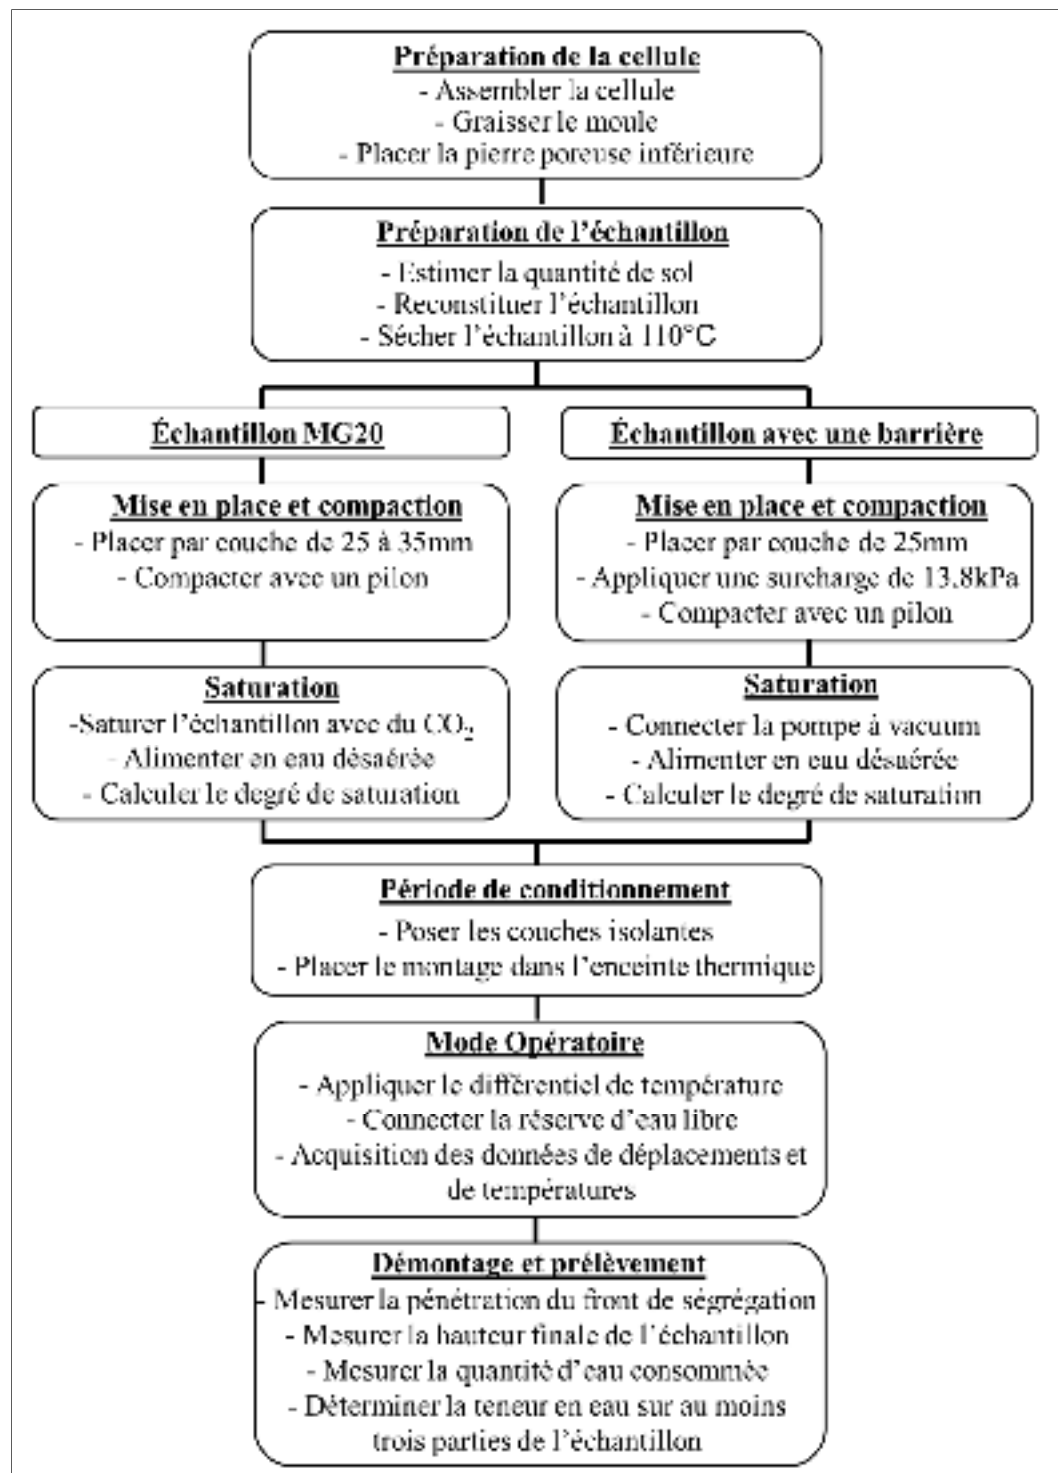 Préparation de la cellule
- Assembler la cellule
- Graisser le moule
- Placer la pierre poreuse inférieure
Préparation de l'échantillon
- Estimer la quantité de sol
- Reconstituer l'échantillon
- Sécher l'échantillon à 110°C
Échantillon MG20
Mise en place et compaction
- Placer par couche de 25 à 35mm
- Compacter avec un pilon
Saturation
-Saturer l'échantillon avec du CO₂
- Alimenter en eau désaérée
- Calculer le degré de saturation
Échantillon avec une barrière
Mise en place et compaction
- Placer par couche de 25mm
- Appliquer une surcharge de 13.8kPa
- Compacter avec un pilon
Saturation
- Connecter la pompe à vacuum
- Alimenter en eau désaérée
- Calculer le degré de saturation
Période de conditionnement
- Poser les couches isolantes
- Placer le montage dans l'enceinte thermique
Mode Opératoire
- Appliquer le différentiel de température
- Connecter la réserve d'eau libre
- Acquisition des données de déplacements et
de températures
Démontage et prélèvement
- Mesurer la pénétration du front de ségrégation
- Mesurer la hauteur finale de l'échantillon
- Mesurer la quantité d'eau consommée
- Déterminer la teneur en eau sur au moins
trois parties de l'échantillon